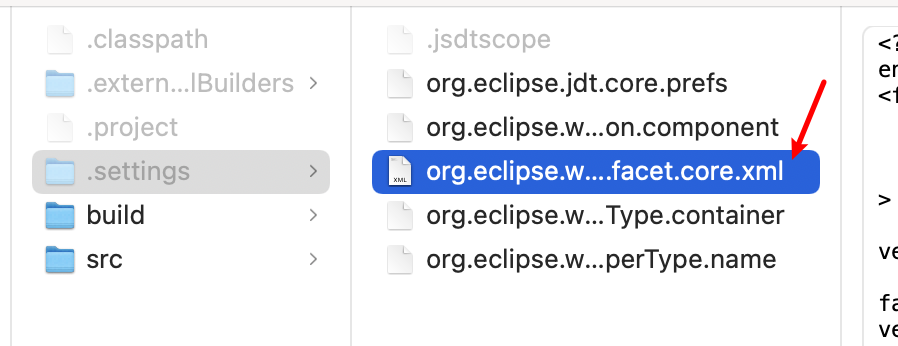 .classpath
.extern...lBuilders
.project
.settings
build
src
.jsdtscope
org.eclipse.jdt.core.prefs
org.eclipse.w...on.component
XML
org.eclipse.w....facet.core.xml
org.eclipse.w...Type.container
org.eclipse.w...perType.name
<?
en
<f
>
ve
fa
ve